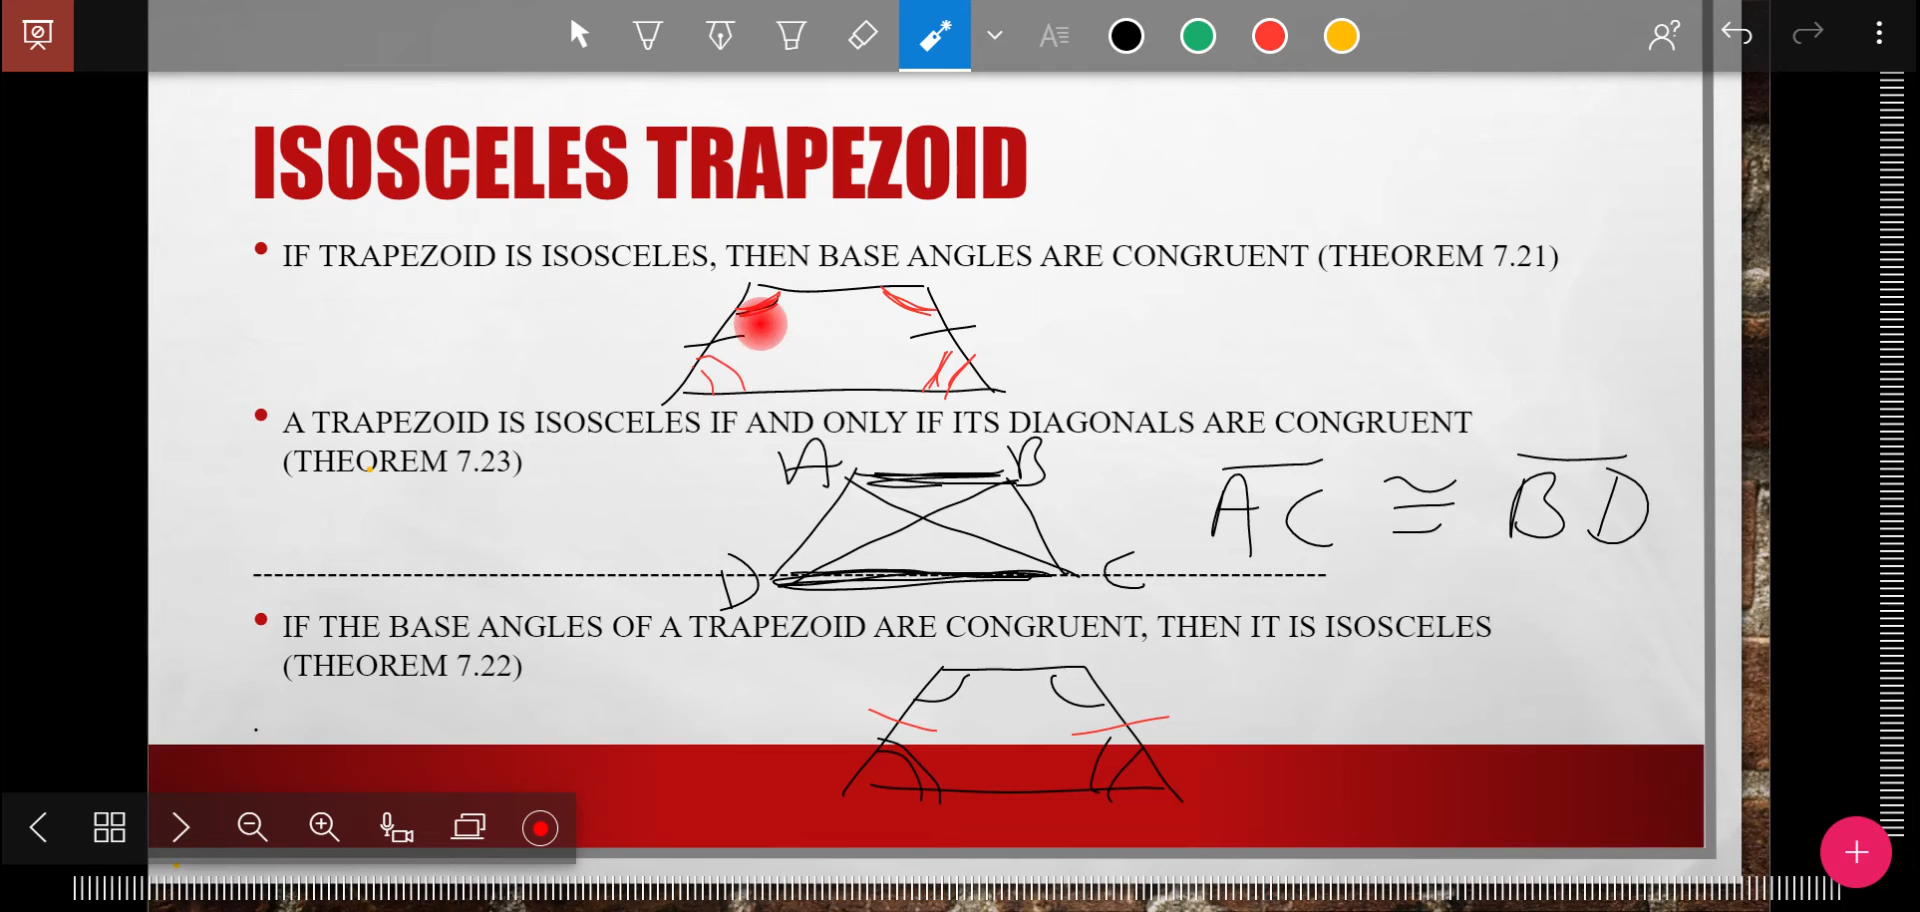 ISOSCELES TRAPEZOID
• IF TRAPEZOID IS ISOSCELES, THEN BASE ANGLES ARE CONGRUENT (THEOREM 7.21)
• A TRAPEZOID IS ISOSCELES IF AND ONLY IF ITS DIAGONALS ARE CONGRUENT
(THEOREM 7.23)
A B
AC ≅ BD
D C
• IF THE BASE ANGLES OF A TRAPEZOID ARE CONGRUENT, THEN IT IS ISOSCELES
(THEOREM 7.22)
.